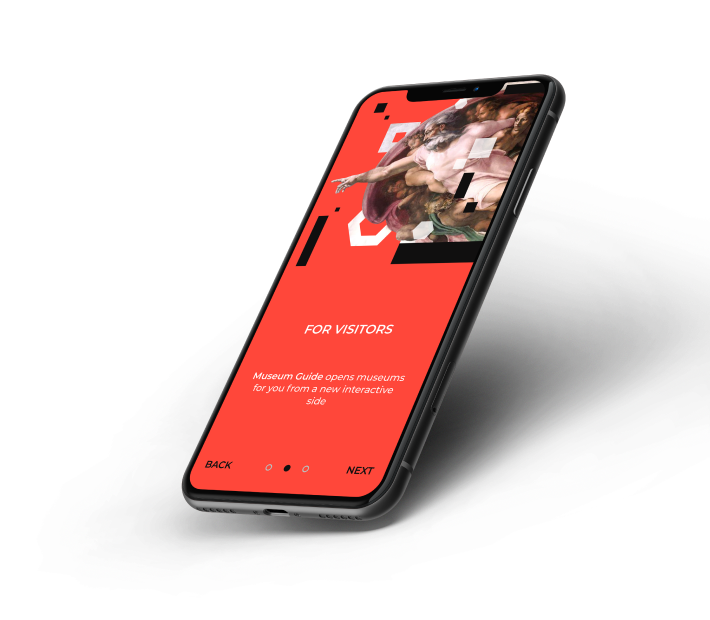 FOR VISITORS
Museum Guide opens museums
for you from a new interactive
side
BACK
NEXT